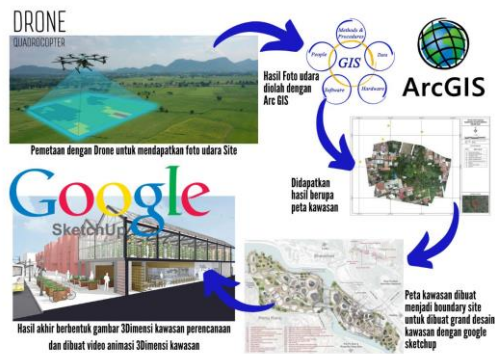 DRONE
QUADROCOPTER
Pemetaan dengan Drone untuk mendapatkan foto udara Site
Hasil Foto udara
diolah dengan
Arc GIS
Methods &
Procedures
People
Data
GIS
Software
Hardware
ArcGIS
Didapatkan
hasil berupa
peta kawasan
Peta kawasan dibuat
menjadi boundary site
untuk dibuat grand desain
kawasan dengan google
sketchup
Google
SketchUp
Hasil akhir berbentuk gambar 3Dimensi kawasan perencanaan
dan dibuat video animasi 3Dimensi kawasan